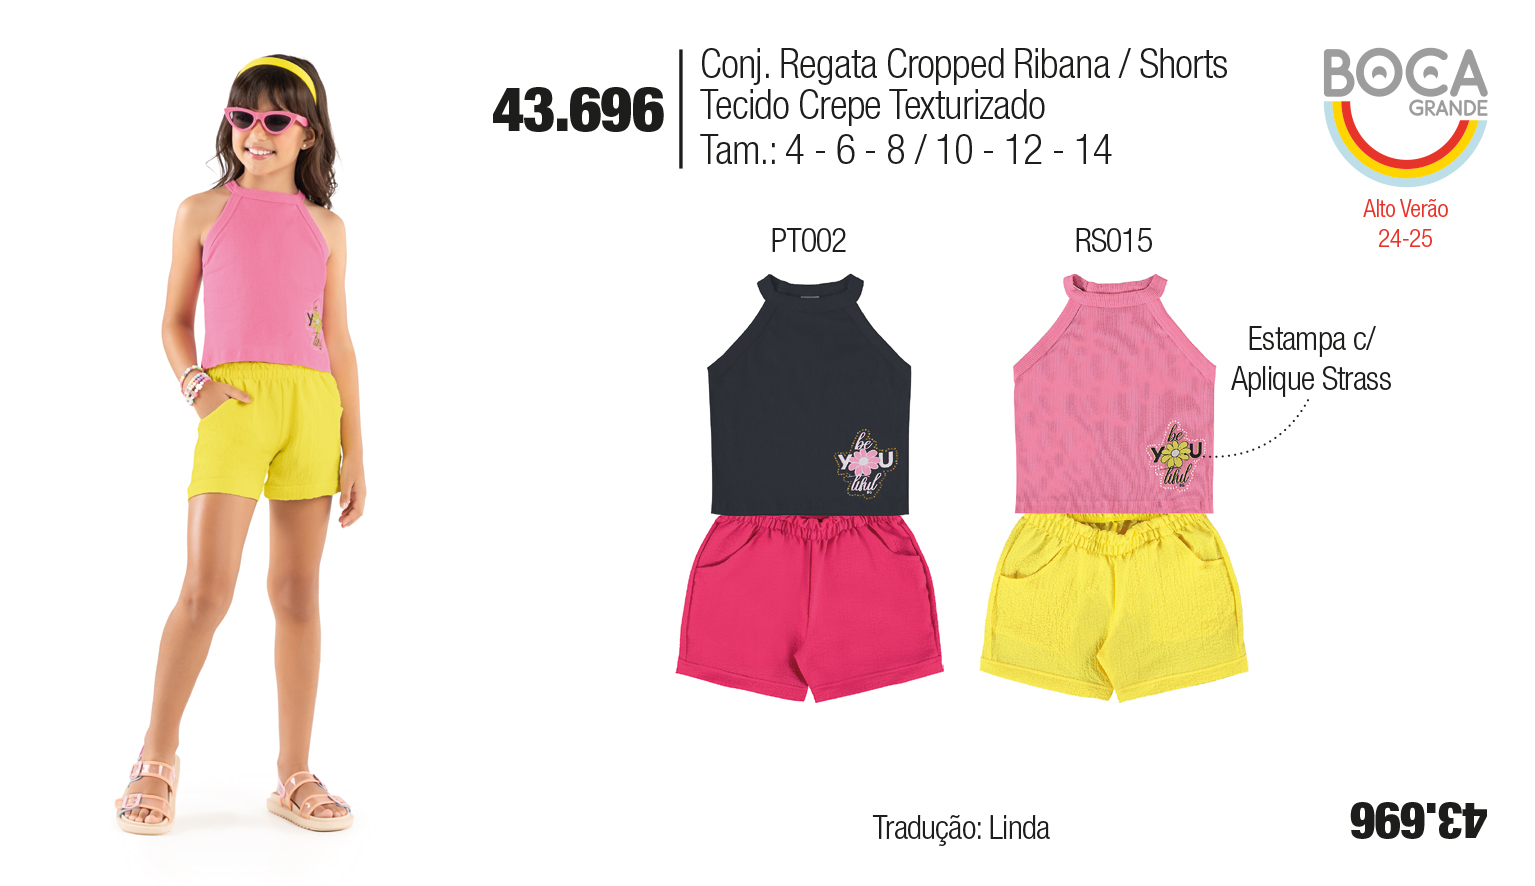 43.696
Conj. Regata Cropped Ribana / Shorts
Tecido Crepe Texturizado
Tam.: 4 - 6 - 8 / 10 - 12 - 14
BOCA
GRANDE
Alto Verão
24-25
PT002
RS015
Estampa c/
Aplique Strass
be
YOU
tiful
be
YOU
tiful
Tradução: Linda
43.696